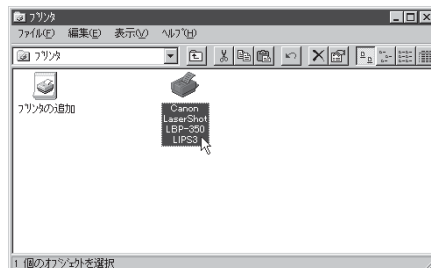 プリンタ
ファイル(F) 編集(E) 表示(V) ヘルプ(H)
プリンタ
プリンタの追加
Canon
LaserShot
LBP-350
LIPS3
1 個のオブジェクトを選択